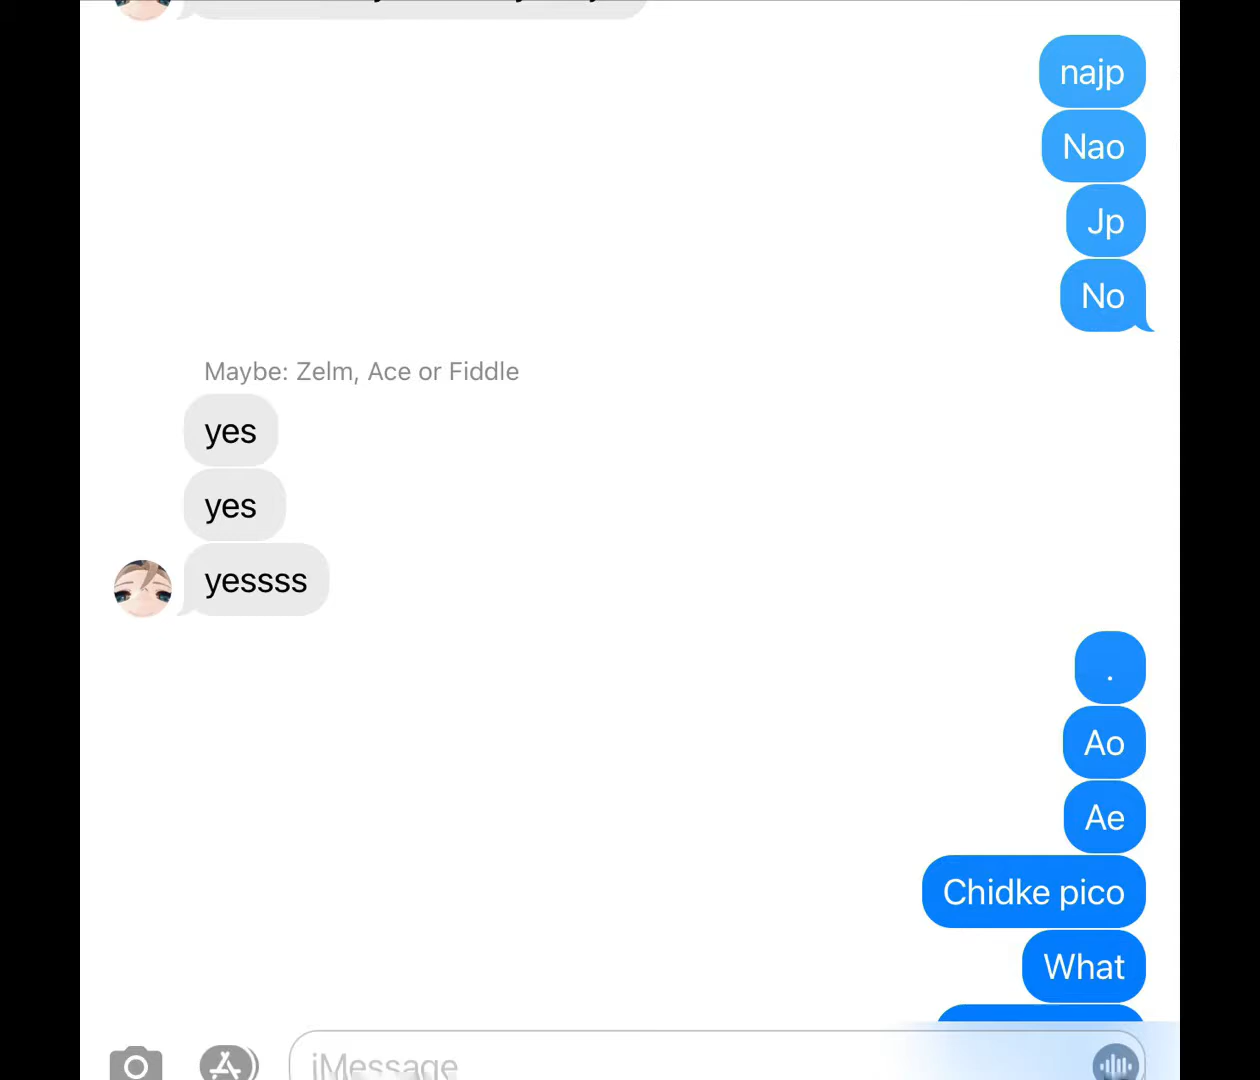 najp
Nao
Jp
No
Maybe: Zelm, Ace or Fiddle
yes
yes
yessss
.
Ao
Ae
Chidke pico
What
iMessage